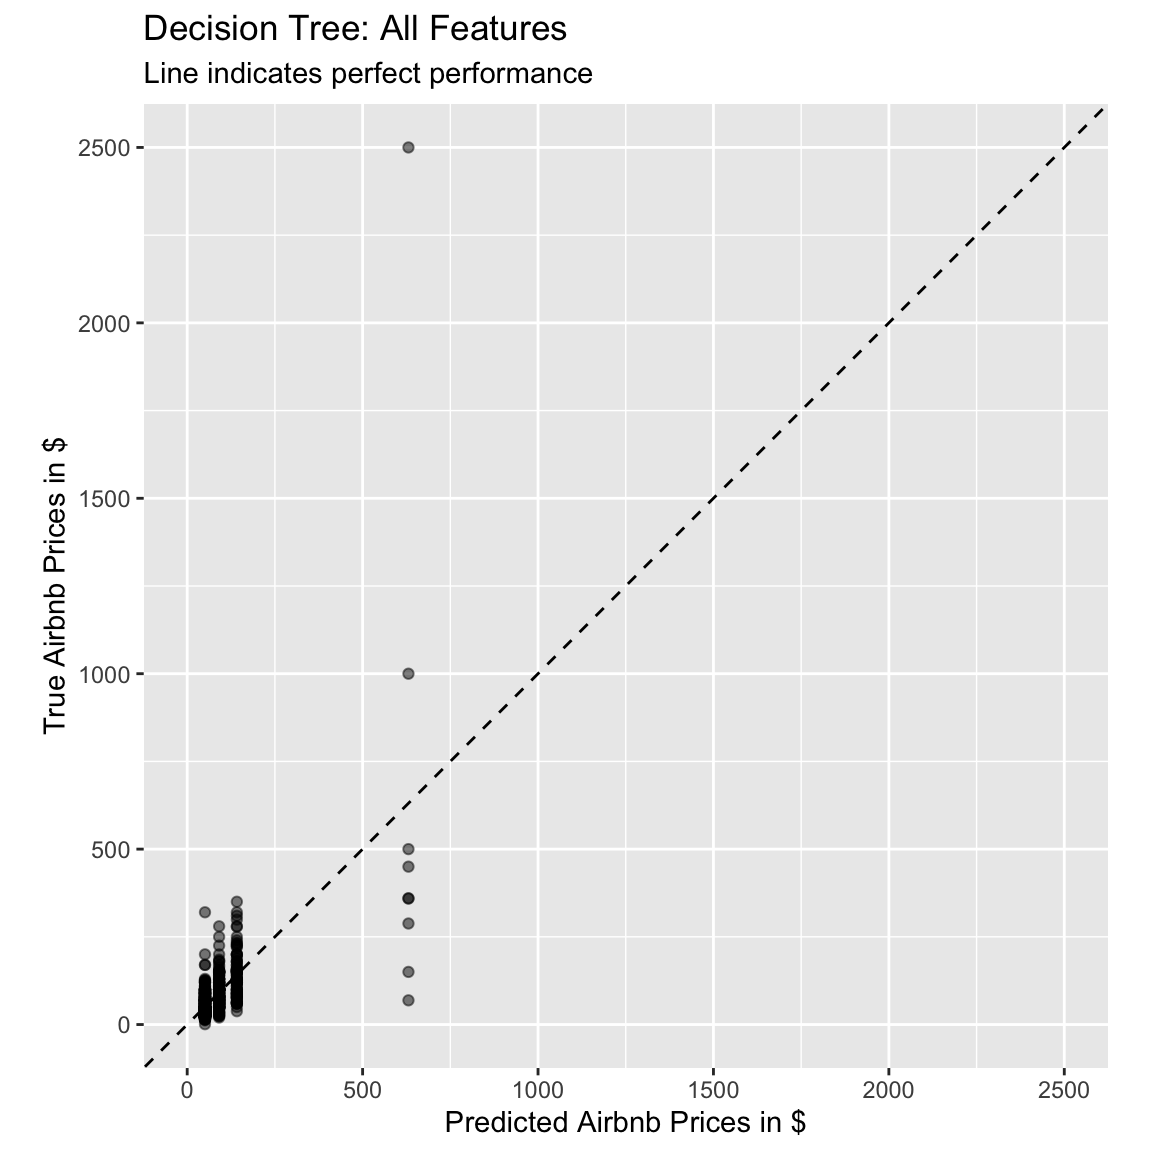 Decision Tree: All Features
Line indicates perfect performance
2500
2000
1500
1000
500
0
True Airbnb Prices in $
0 500 1000 1500 2000 2500
Predicted Airbnb Prices in $